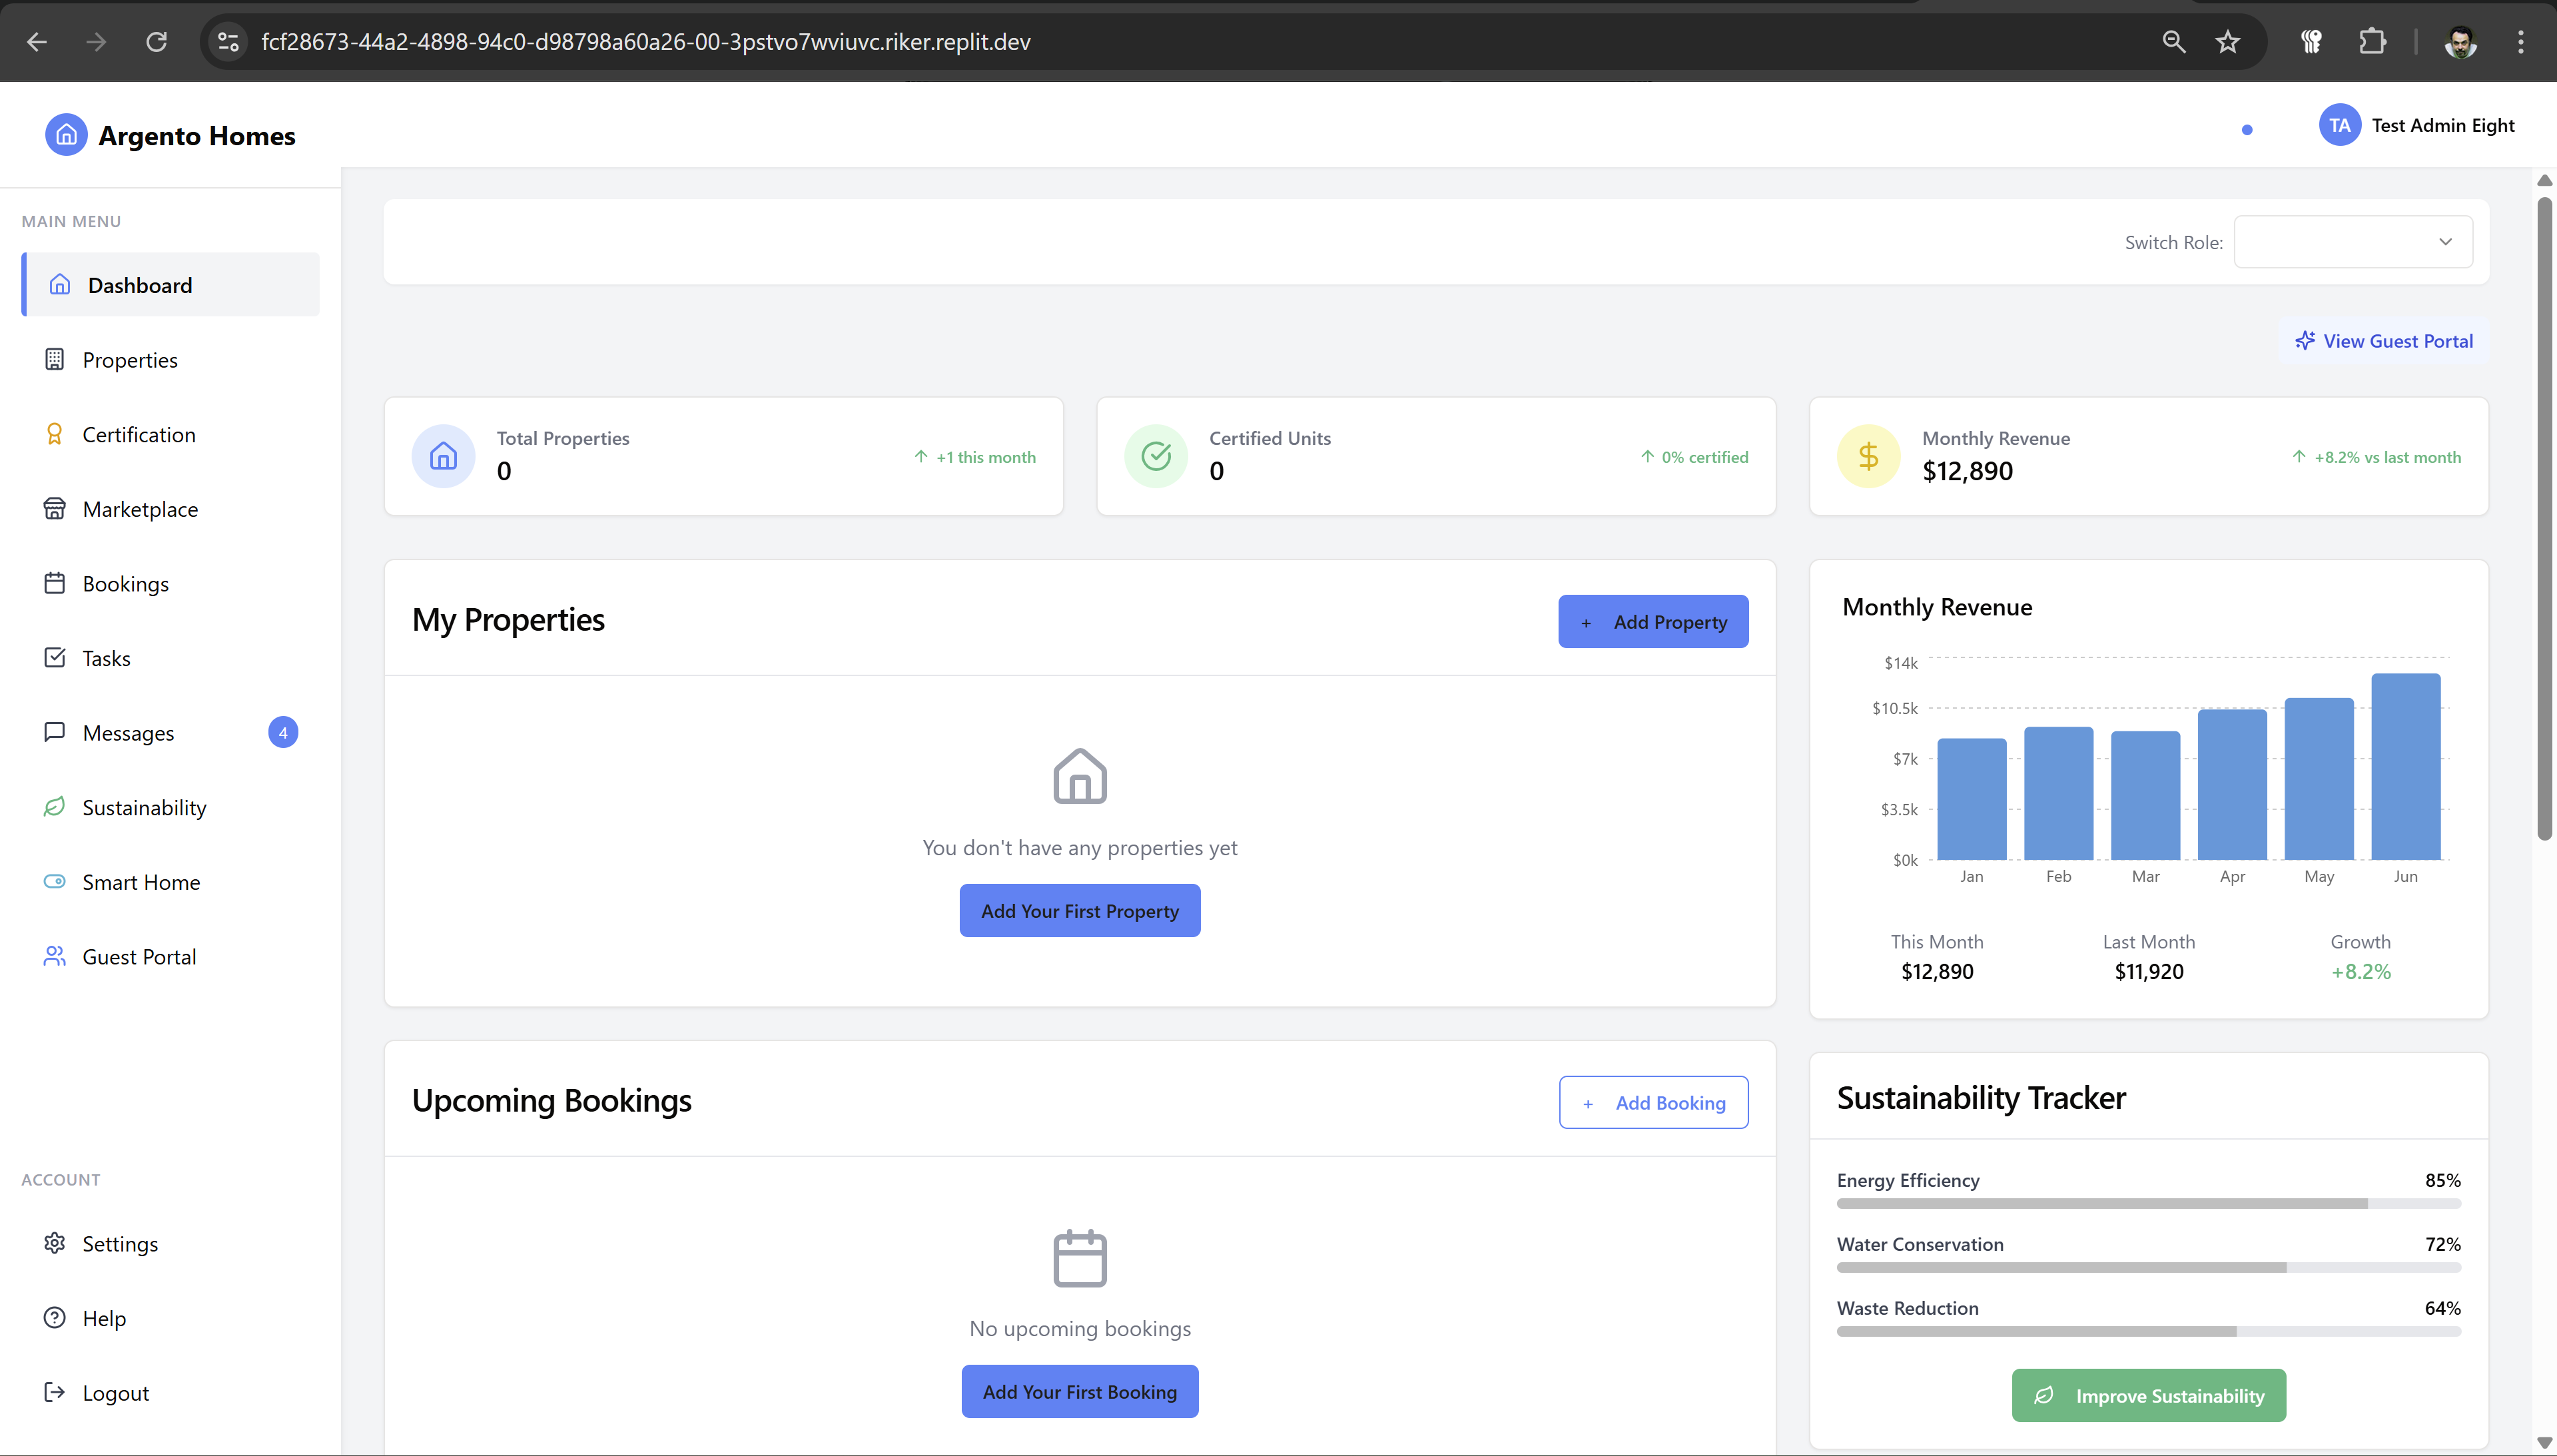 fcf28673-44a2-4898-94c0-d98798a60a26-00-3pstvo7wviuvc.riker.replit.dev
Argento Homes
TA Test Admin Eight
MAIN MENU
Dashboard
Properties
Certification
Marketplace
Bookings
Tasks
Messages 4
Sustainability
Smart Home
Guest Portal
ACCOUNT
Settings
Help
Logout
Switch Role:
View Guest Portal
Total Properties
0
+1 this month
Certified Units
0
0% certified
Monthly Revenue
$12,890
+8.2% vs last month
My Properties
+ Add Property
You don't have any properties yet
Add Your First Property
Upcoming Bookings
+ Add Booking
No upcoming bookings
Add Your First Booking
Monthly Revenue
$14k
$10.5k
$7k
$3.5k
$0k
Jan Feb Mar Apr May Jun
This Month Last Month Growth
$12,890 $11,920 +8.2%
Sustainability Tracker
Energy Efficiency 85%
Water Conservation 72%
Waste Reduction 64%
Improve Sustainability